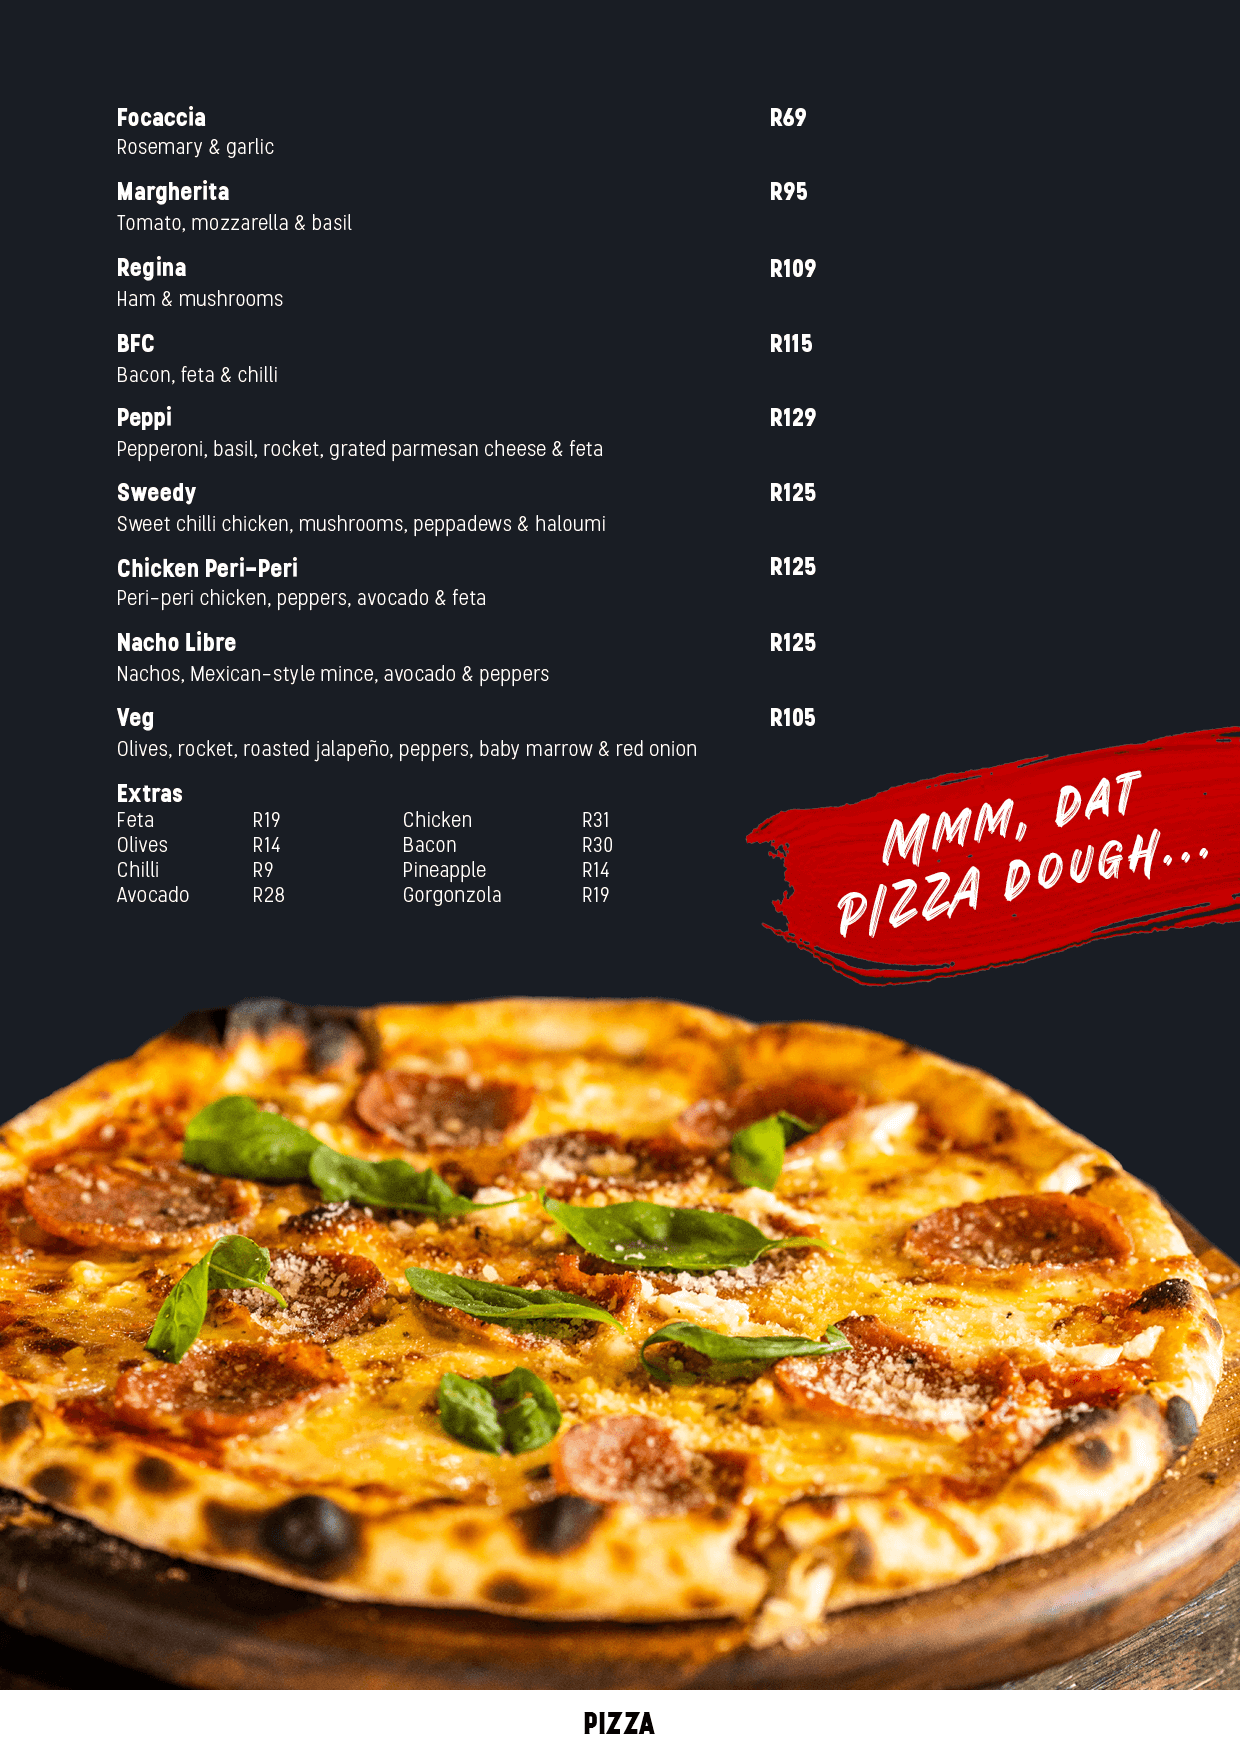 Focaccia R69
Rosemary & garlic
Margherita R95
Tomato, mozzarella & basil
Regina R109
Ham & mushrooms
BFC R115
Bacon, feta & chilli
Peppi R129
Pepperoni, basil, rocket, grated parmesan cheese & feta
Sweedy R125
Sweet chilli chicken, mushrooms, peppadews & haloumi
Chicken Peri-Peri R125
Peri-peri chicken, peppers, avocado & feta
Nacho Libre R125
Nachos, Mexican-style mince, avocado & peppers
Veg R105
Olives, rocket, roasted jalapeño, peppers, baby marrow & red onion
Extras
Feta R19 Chicken R31
Olives R14 Bacon R30
Chilli R9 Pineapple R14
Avocado R28 Gorgonzola R19
MMM, DAT
PIZZA DOUGH...
PIZZA